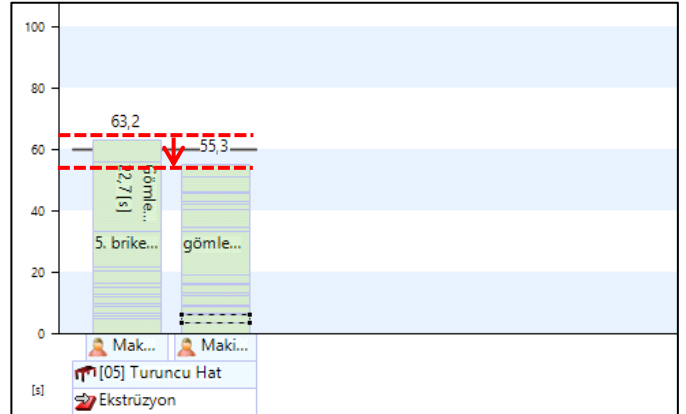 100
80
63,2
60
55,3
Gömle...
22,7[s]
40
5. brike...
gömle...
20
0
Mak...
Maki...
[05] Turuncu Hat
[s]
Ekstrüzyon